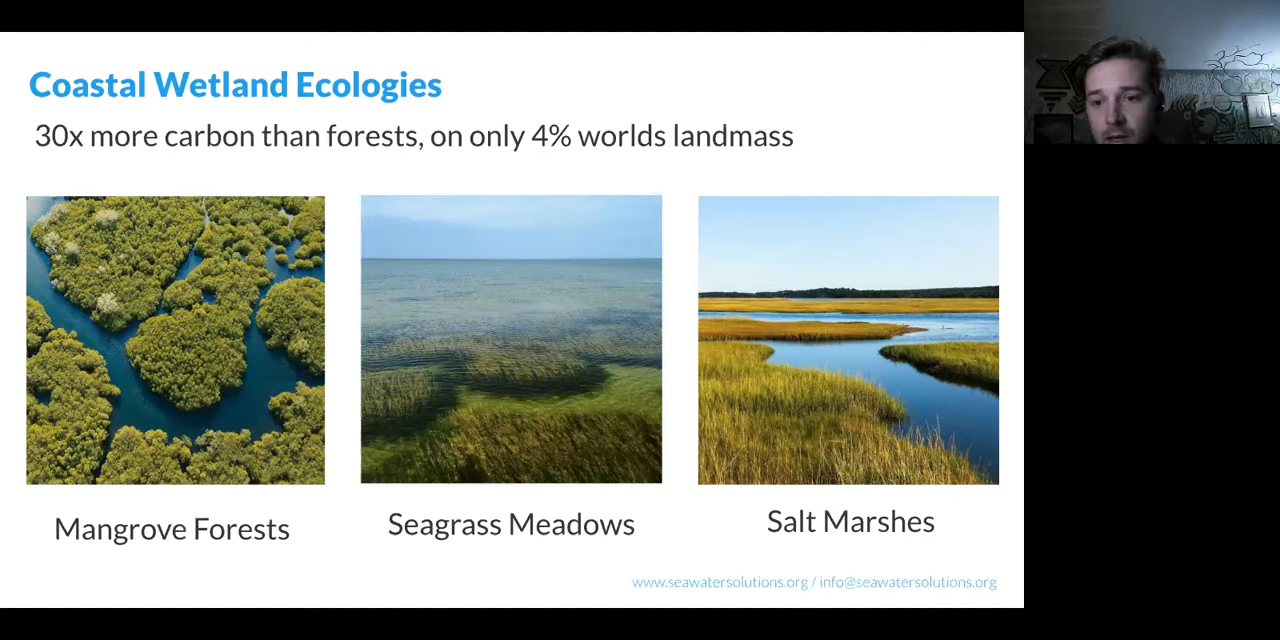 Coastal Wetland Ecologies
30x more carbon than forests, on only 4% worlds landmass
Mangrove Forests
Seagrass Meadows
Salt Marshes
www.seawatersolutions.org / info@seawatersolutions.org